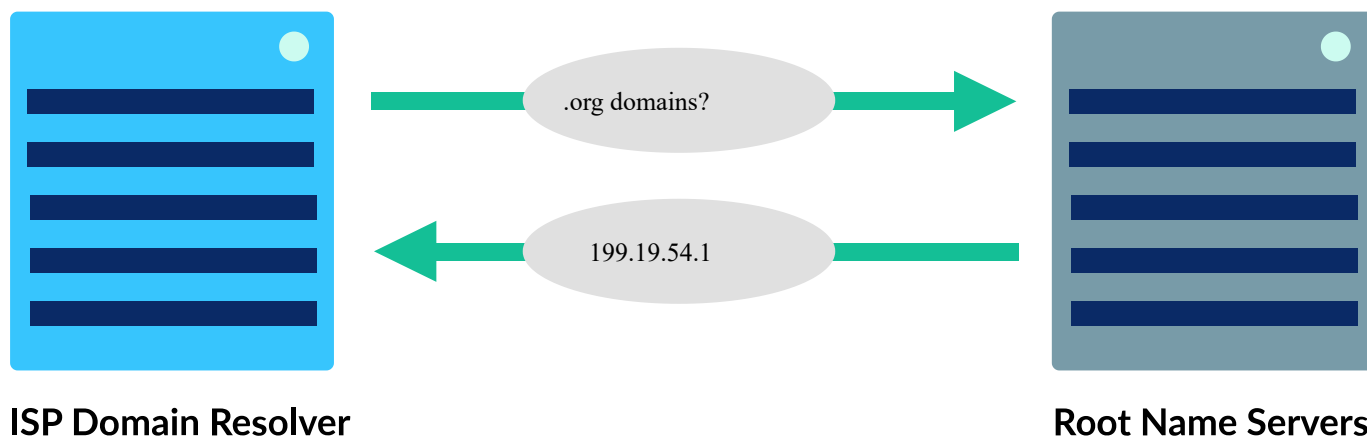 .org domains?
199.19.54.1
ISP Domain Resolver
Root Name Servers